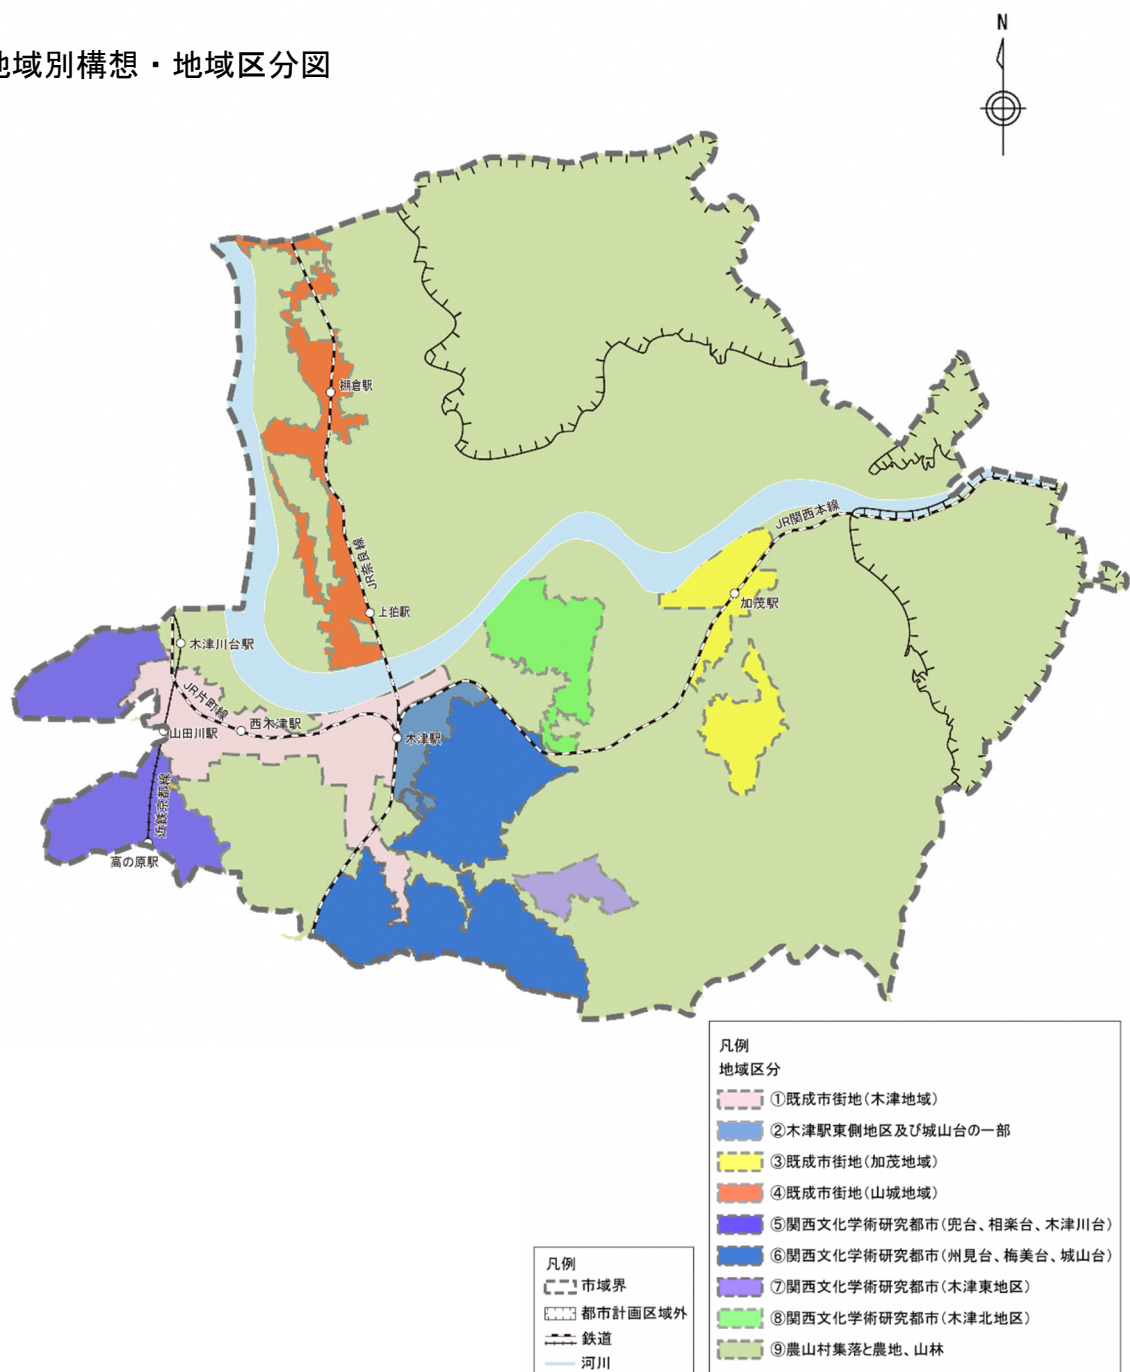 地域別構想・地域区分図
N
棚倉駅
JR奈良線
上狛駅
JR関西本線
加茂駅
木津川台駅
JR片町線
西木津駅
山田川駅
木津駅
近鉄京都線
高の原駅
凡例
地域区分
①既成市街地(木津地域)
②木津駅東側地区及び城山台の一部
③既成市街地(加茂地域)
④既成市街地(山城地域)
⑤関西文化学術研究都市(兜台、相楽台、木津川台)
⑥関西文化学術研究都市(州見台、梅美台、城山台)
⑦関西文化学術研究都市(木津東地区)
⑧関西文化学術研究都市(木津北地区)
⑨農山村集落と農地、山林
凡例
市域界
都市計画区域外
鉄道
河川